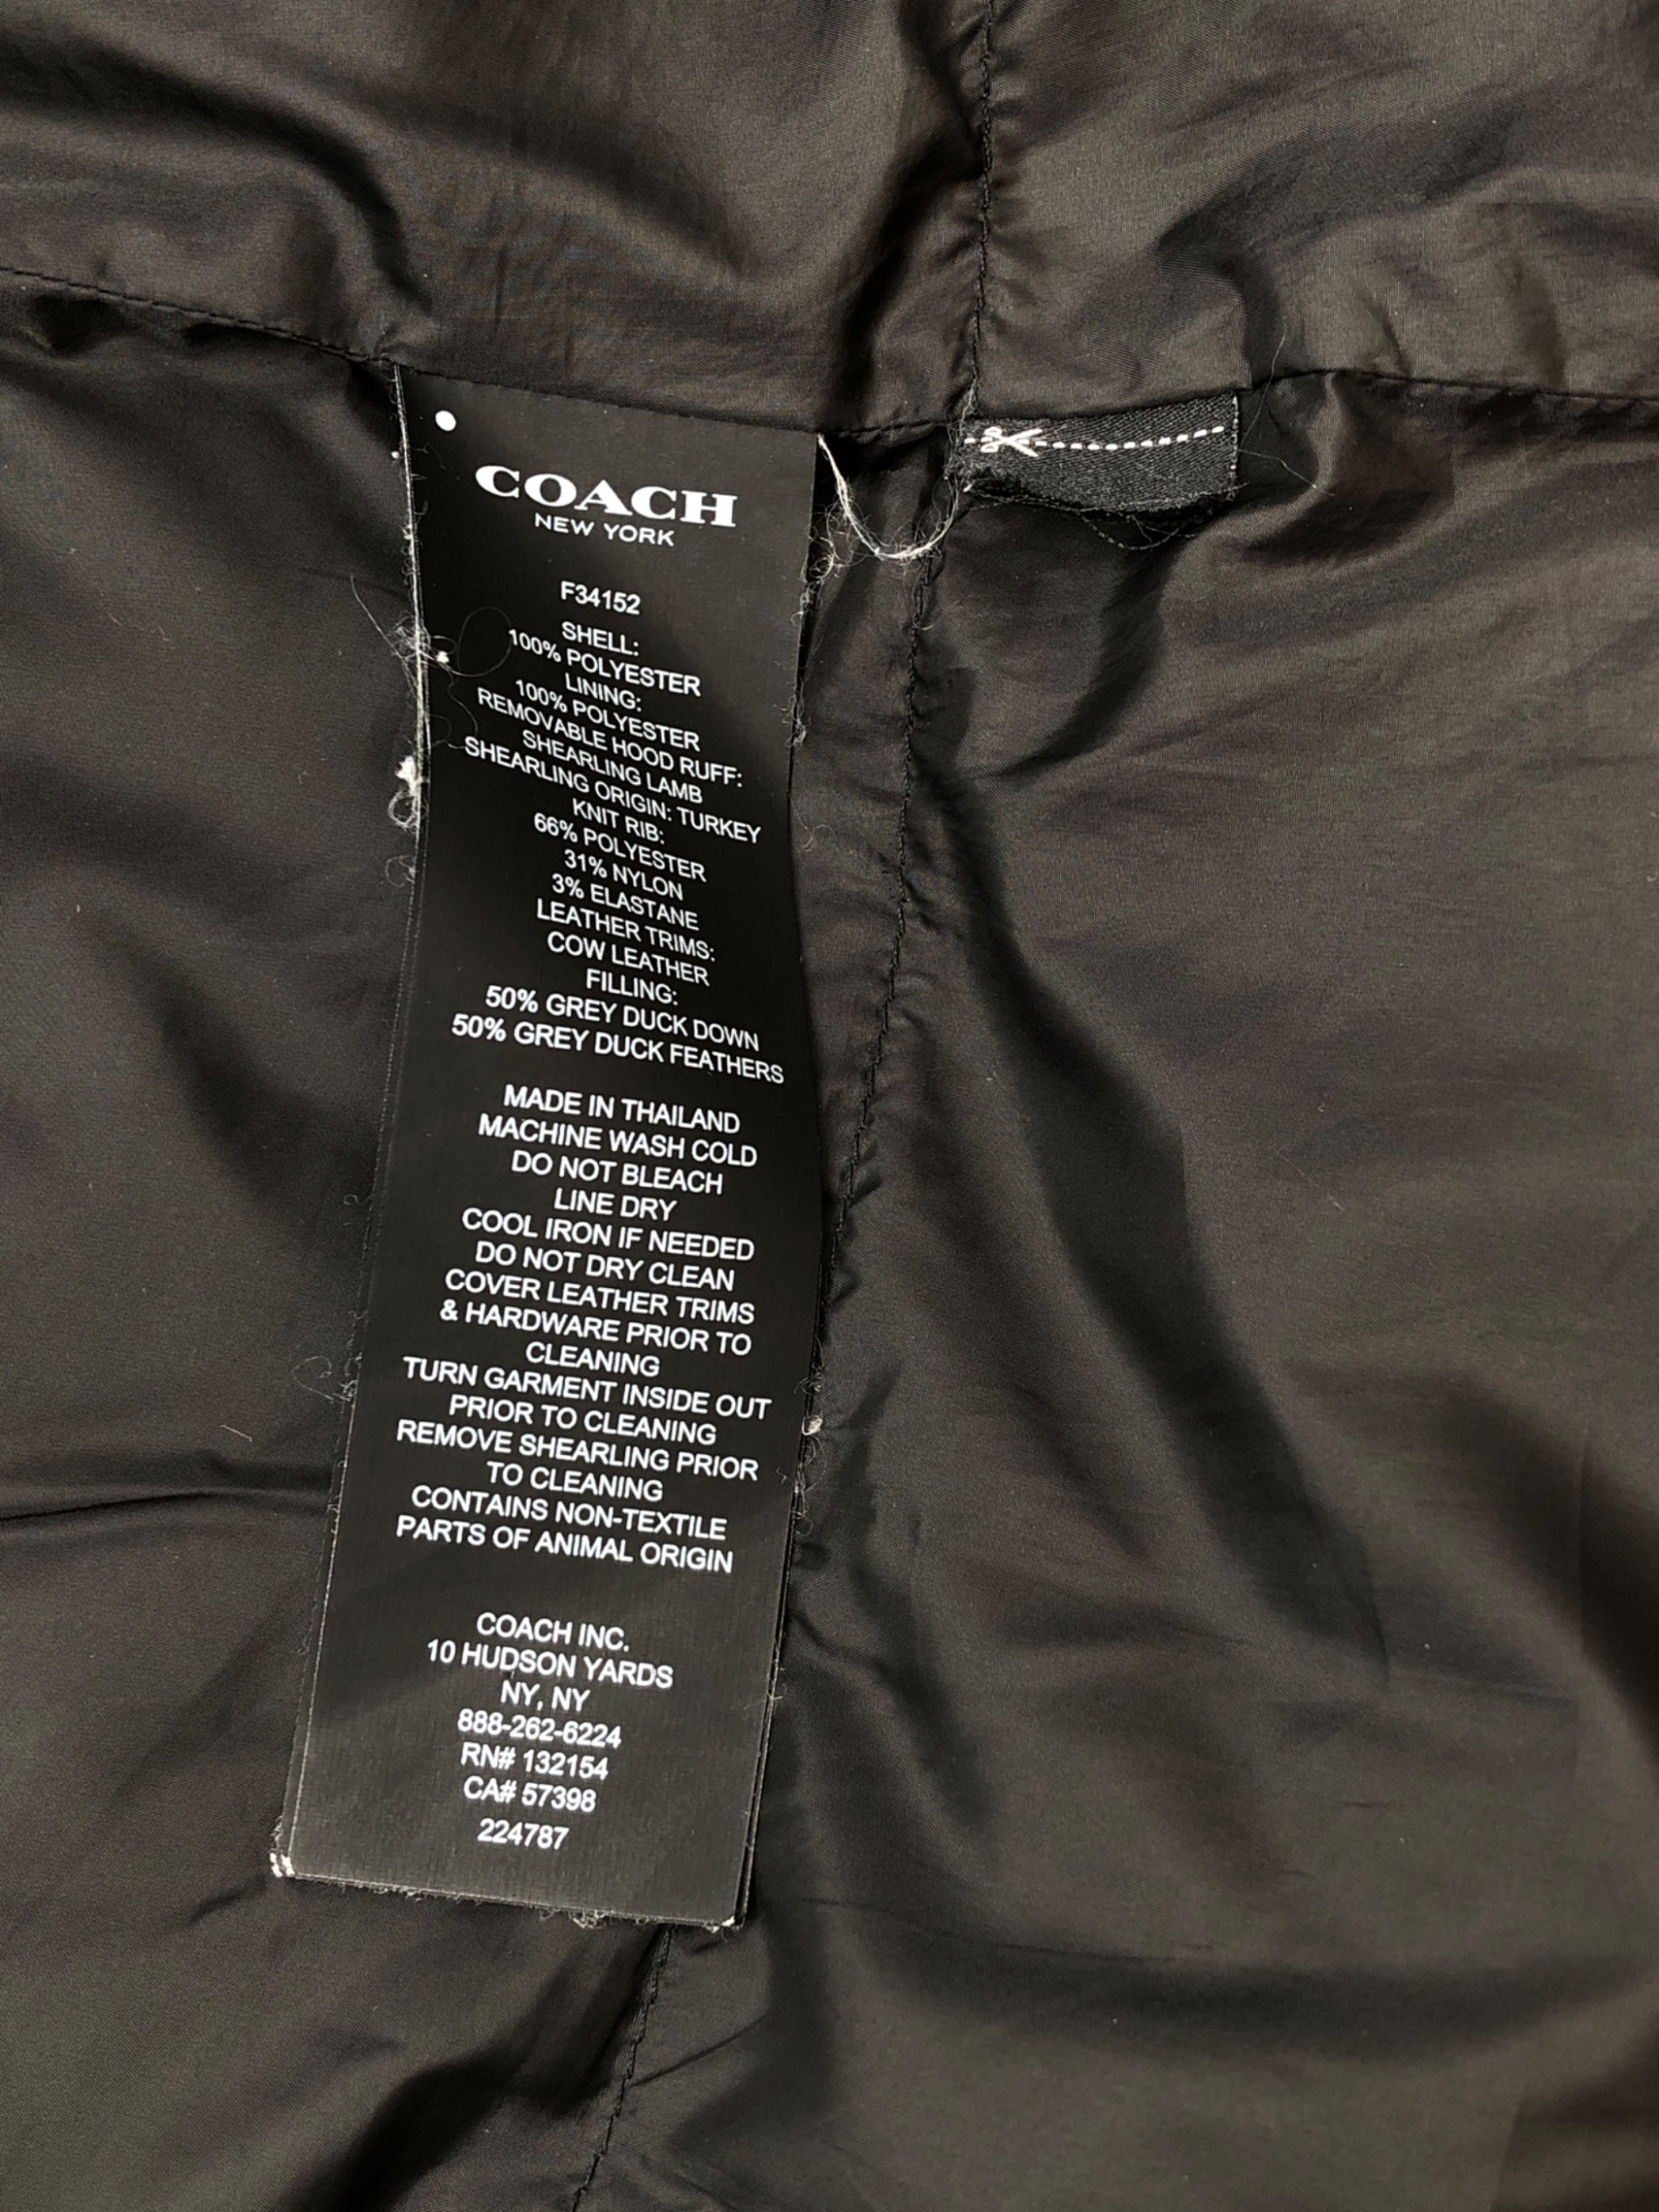 COACH
NEW YORK
F34152
SHELL:
100% POLYESTER
LINING:
100% POLYESTER
REMOVABLE HOOD RUFF:
SHEARLING LAMB
SHEARLING ORIGIN: TURKEY
KNIT RIB:
66% POLYESTER
31% NYLON
3% ELASTANE
LEATHER TRIMS:
COW LEATHER
FILLING:
50% GREY DUCK DOWN
50% GREY DUCK FEATHERS
MADE IN THAILAND
MACHINE WASH COLD
DO NOT BLEACH
LINE DRY
COOL IRON IF NEEDED
DO NOT DRY CLEAN
COVER LEATHER TRIMS
& HARDWARE PRIOR TO
CLEANING
TURN GARMENT INSIDE OUT
PRIOR TO CLEANING
REMOVE SHEARLING PRIOR
TO CLEANING
CONTAINS NON-TEXTILE
PARTS OF ANIMAL ORIGIN
COACH INC.
10 HUDSON YARDS
NY, NY
888-262-6224
RN# 132154
CA# 57398
224787